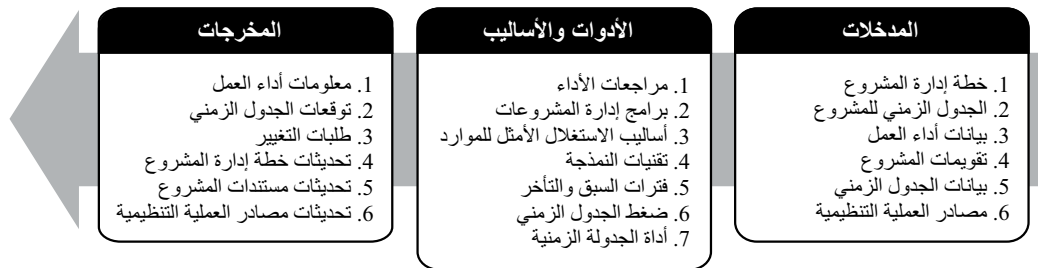 المدخلات
1. خطة إدارة المشروع
2. الجدول الزمني للمشروع
3. بيانات أداء العمل
4. تقويمات المشروع
5. بيانات الجدول الزمني
6. مصادر العملية التنظيمية
الأدوات والأساليب
1. مراجعات الأداء
2. برامج إدارة المشروعات
3. أساليب الاستغلال الأمثل للموارد
4. تقنيات النمذجة
5. فترات السبق والتأخر
6. ضغط الجدول الزمني
7. أداة الجدولة الزمنية
المخرجات
1. معلومات أداء العمل
2. توقعات الجدول الزمني
3. طلبات التغيير
4. تحديثات خطة إدارة المشروع
5. تحديثات مستندات المشروع
6. تحديثات مصادر العملية التنظيمية